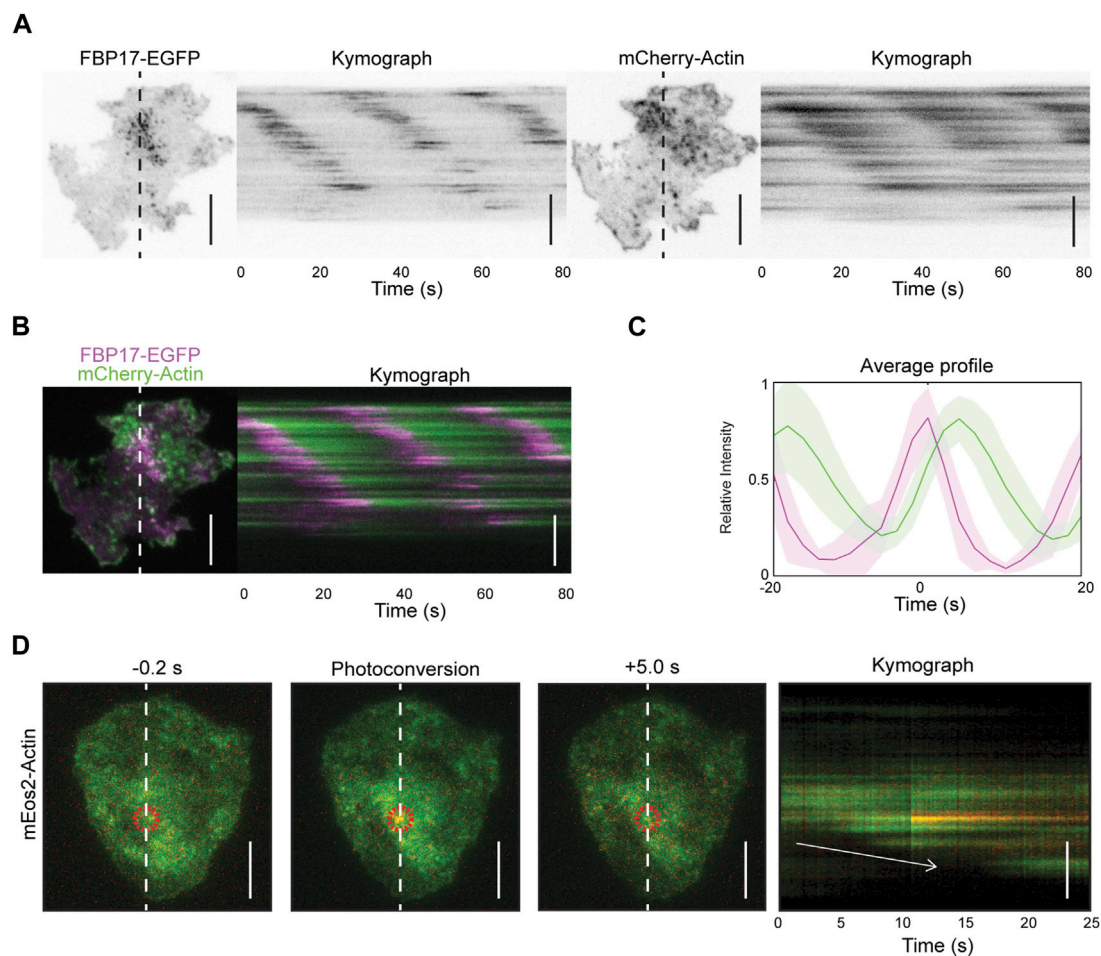 A
FBP17-EGFP
Kymograph
mCherry-Actin
Kymograph
0 20 40 60 80
Time (s)
0 20 40 60 80
Time (s)
B
FBP17-EGFP
mCherry-Actin
Kymograph
0 20 40 60 80
Time (s)
C
Average profile
Relative Intensity
1
0.5
0
-20 0 20
Time (s)
D
-0.2 s
Photoconversion
+5.0 s
Kymograph
mEos2-Actin
0 5 10 15 20 25
Time (s)